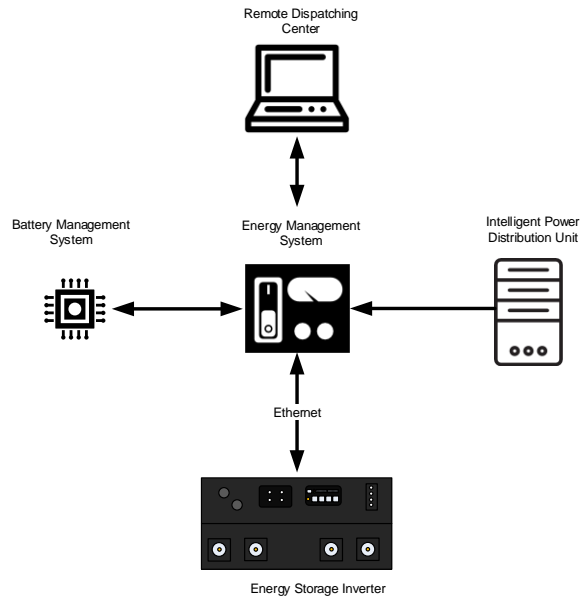 Remote Dispatching
Center
Battery Management
System
Energy Management
System
Intelligent Power
Distribution Unit
Ethernet
Energy Storage Inverter